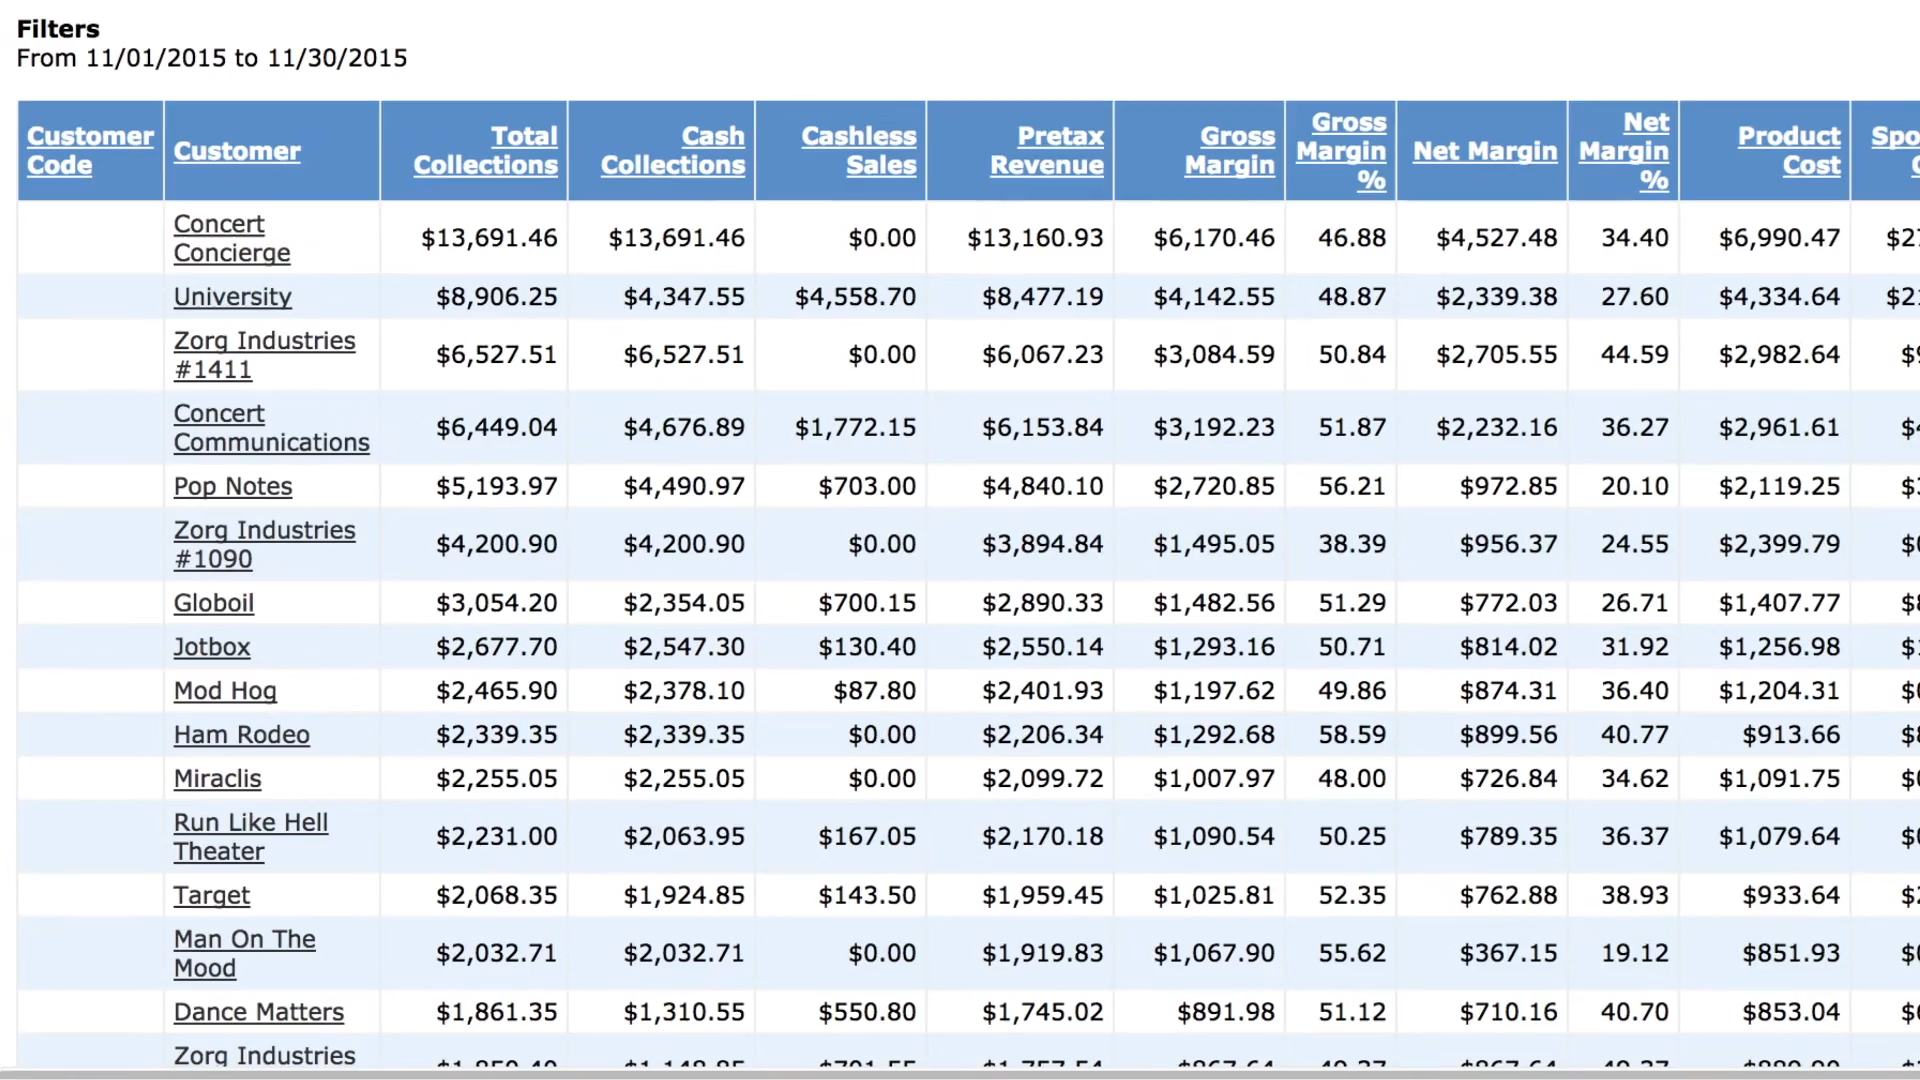 Filters
From 11/01/2015 to 11/30/2015
Customer Code Customer Total Collections Cash Collections Cashless Sales Pretax Revenue Gross Margin Gross Margin % Net Margin Net Margin % Product Cost
Concert Concierge $13,691.46 $13,691.46 $0.00 $13,160.93 $6,170.46 46.88 $4,527.48 34.40 $6,990.47
University $8,906.25 $4,347.55 $4,558.70 $8,477.19 $4,142.55 48.87 $2,339.38 27.60 $4,334.64
Zorg Industries #1411 $6,527.51 $6,527.51 $0.00 $6,067.23 $3,084.59 50.84 $2,705.55 44.59 $2,982.64
Concert Communications $6,449.04 $4,676.89 $1,772.15 $6,153.84 $3,192.23 51.87 $2,232.16 36.27 $2,961.61
Pop Notes $5,193.97 $4,490.97 $703.00 $4,840.10 $2,720.85 56.21 $972.85 20.10 $2,119.25
Zorg Industries #1090 $4,200.90 $4,200.90 $0.00 $3,894.84 $1,495.05 38.39 $956.37 24.55 $2,399.79
Globoil $3,054.20 $2,354.05 $700.15 $2,890.33 $1,482.56 51.29 $772.03 26.71 $1,407.77
Jotbox $2,677.70 $2,547.30 $130.40 $2,550.14 $1,293.16 50.71 $814.02 31.92 $1,256.98
Mod Hog $2,465.90 $2,378.10 $87.80 $2,401.93 $1,197.62 49.86 $874.31 36.40 $1,204.31
Ham Rodeo $2,339.35 $2,339.35 $0.00 $2,206.34 $1,292.68 58.59 $899.56 40.77 $913.66
Miraclis $2,255.05 $2,255.05 $0.00 $2,099.72 $1,007.97 48.00 $726.84 34.62 $1,091.75
Run Like Hell Theater $2,231.00 $2,063.95 $167.05 $2,170.18 $1,090.54 50.25 $789.35 36.37 $1,079.64
Target $2,068.35 $1,924.85 $143.50 $1,959.45 $1,025.81 52.35 $762.88 38.93 $933.64
Man On The Mood $2,032.71 $2,032.71 $0.00 $1,919.83 $1,067.90 55.62 $367.15 19.12 $851.93
Dance Matters $1,861.35 $1,310.55 $550.80 $1,745.02 $891.98 51.12 $710.16 40.70 $853.04
Zorg Industries